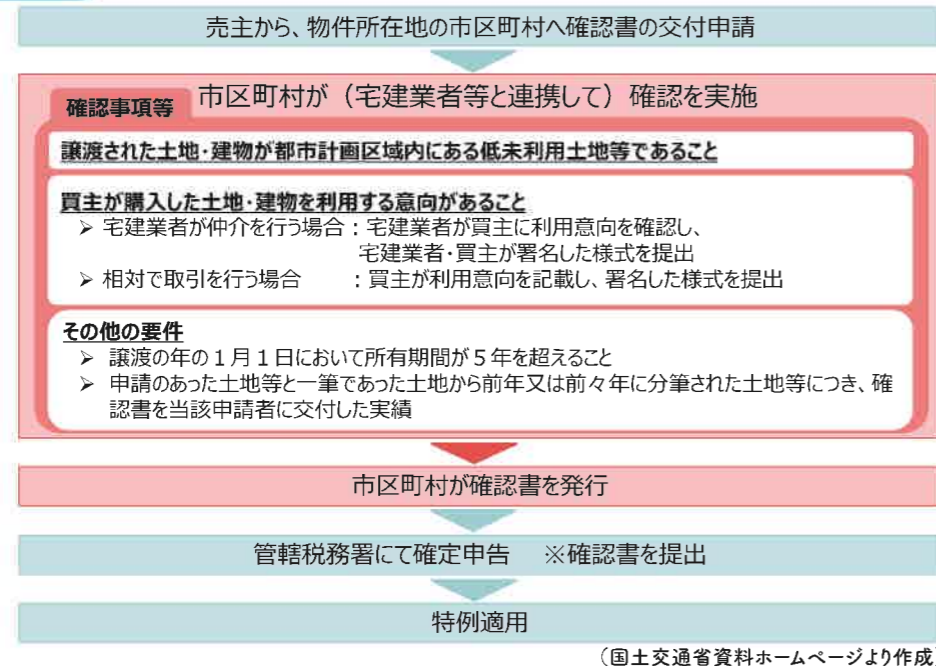 売主から、物件所在地の市区町村へ確認書の交付申請
確認事項等
市区町村が（宅建業者等と連携して）確認を実施
譲渡された土地・建物が都市計画区域内にある低未利用土地等であること
買主が購入した土地・建物を利用する意向があること
➢ 宅建業者が仲介を行う場合：宅建業者が買主に利用意向を確認し、
宅建業者・買主が署名した様式を提出
➢ 相対で取引を行う場合　　：買主が利用意向を記載し、署名した様式を提出
その他の要件
➢ 譲渡の年の１月１日において所有期間が５年を超えること
➢ 申請のあった土地等と一筆であった土地から前年又は前々年に分筆された土地等につき、確
認書を当該申請者に交付した実績
市区町村が確認書を発行
管轄税務署にて確定申告　※確認書を提出
特例適用
（国土交通省資料ホームページより作成）